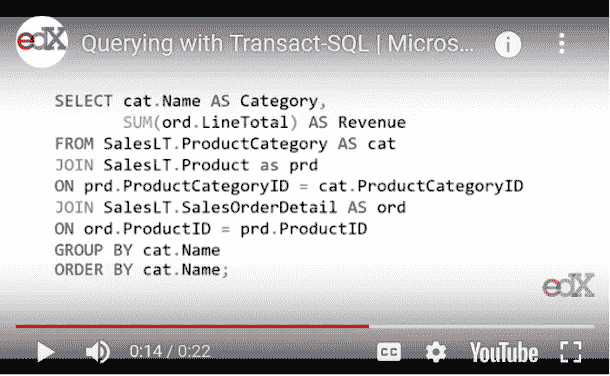 edX Querying with Transact-SQL | Micros...
SELECT cat.Name AS Category,
SUM(ord.LineTotal) AS Revenue
FROM SalesLT.ProductCategory AS cat
JOIN SalesLT.Product as prd
ON prd.ProductCategoryID = cat.ProductCategoryID
JOIN SalesLT.SalesOrderDetail AS ord
ON ord.ProductID = prd.ProductID
GROUP BY cat.Name
ORDER BY cat.Name;
edX
0:14 / 0:22 CC YouTube